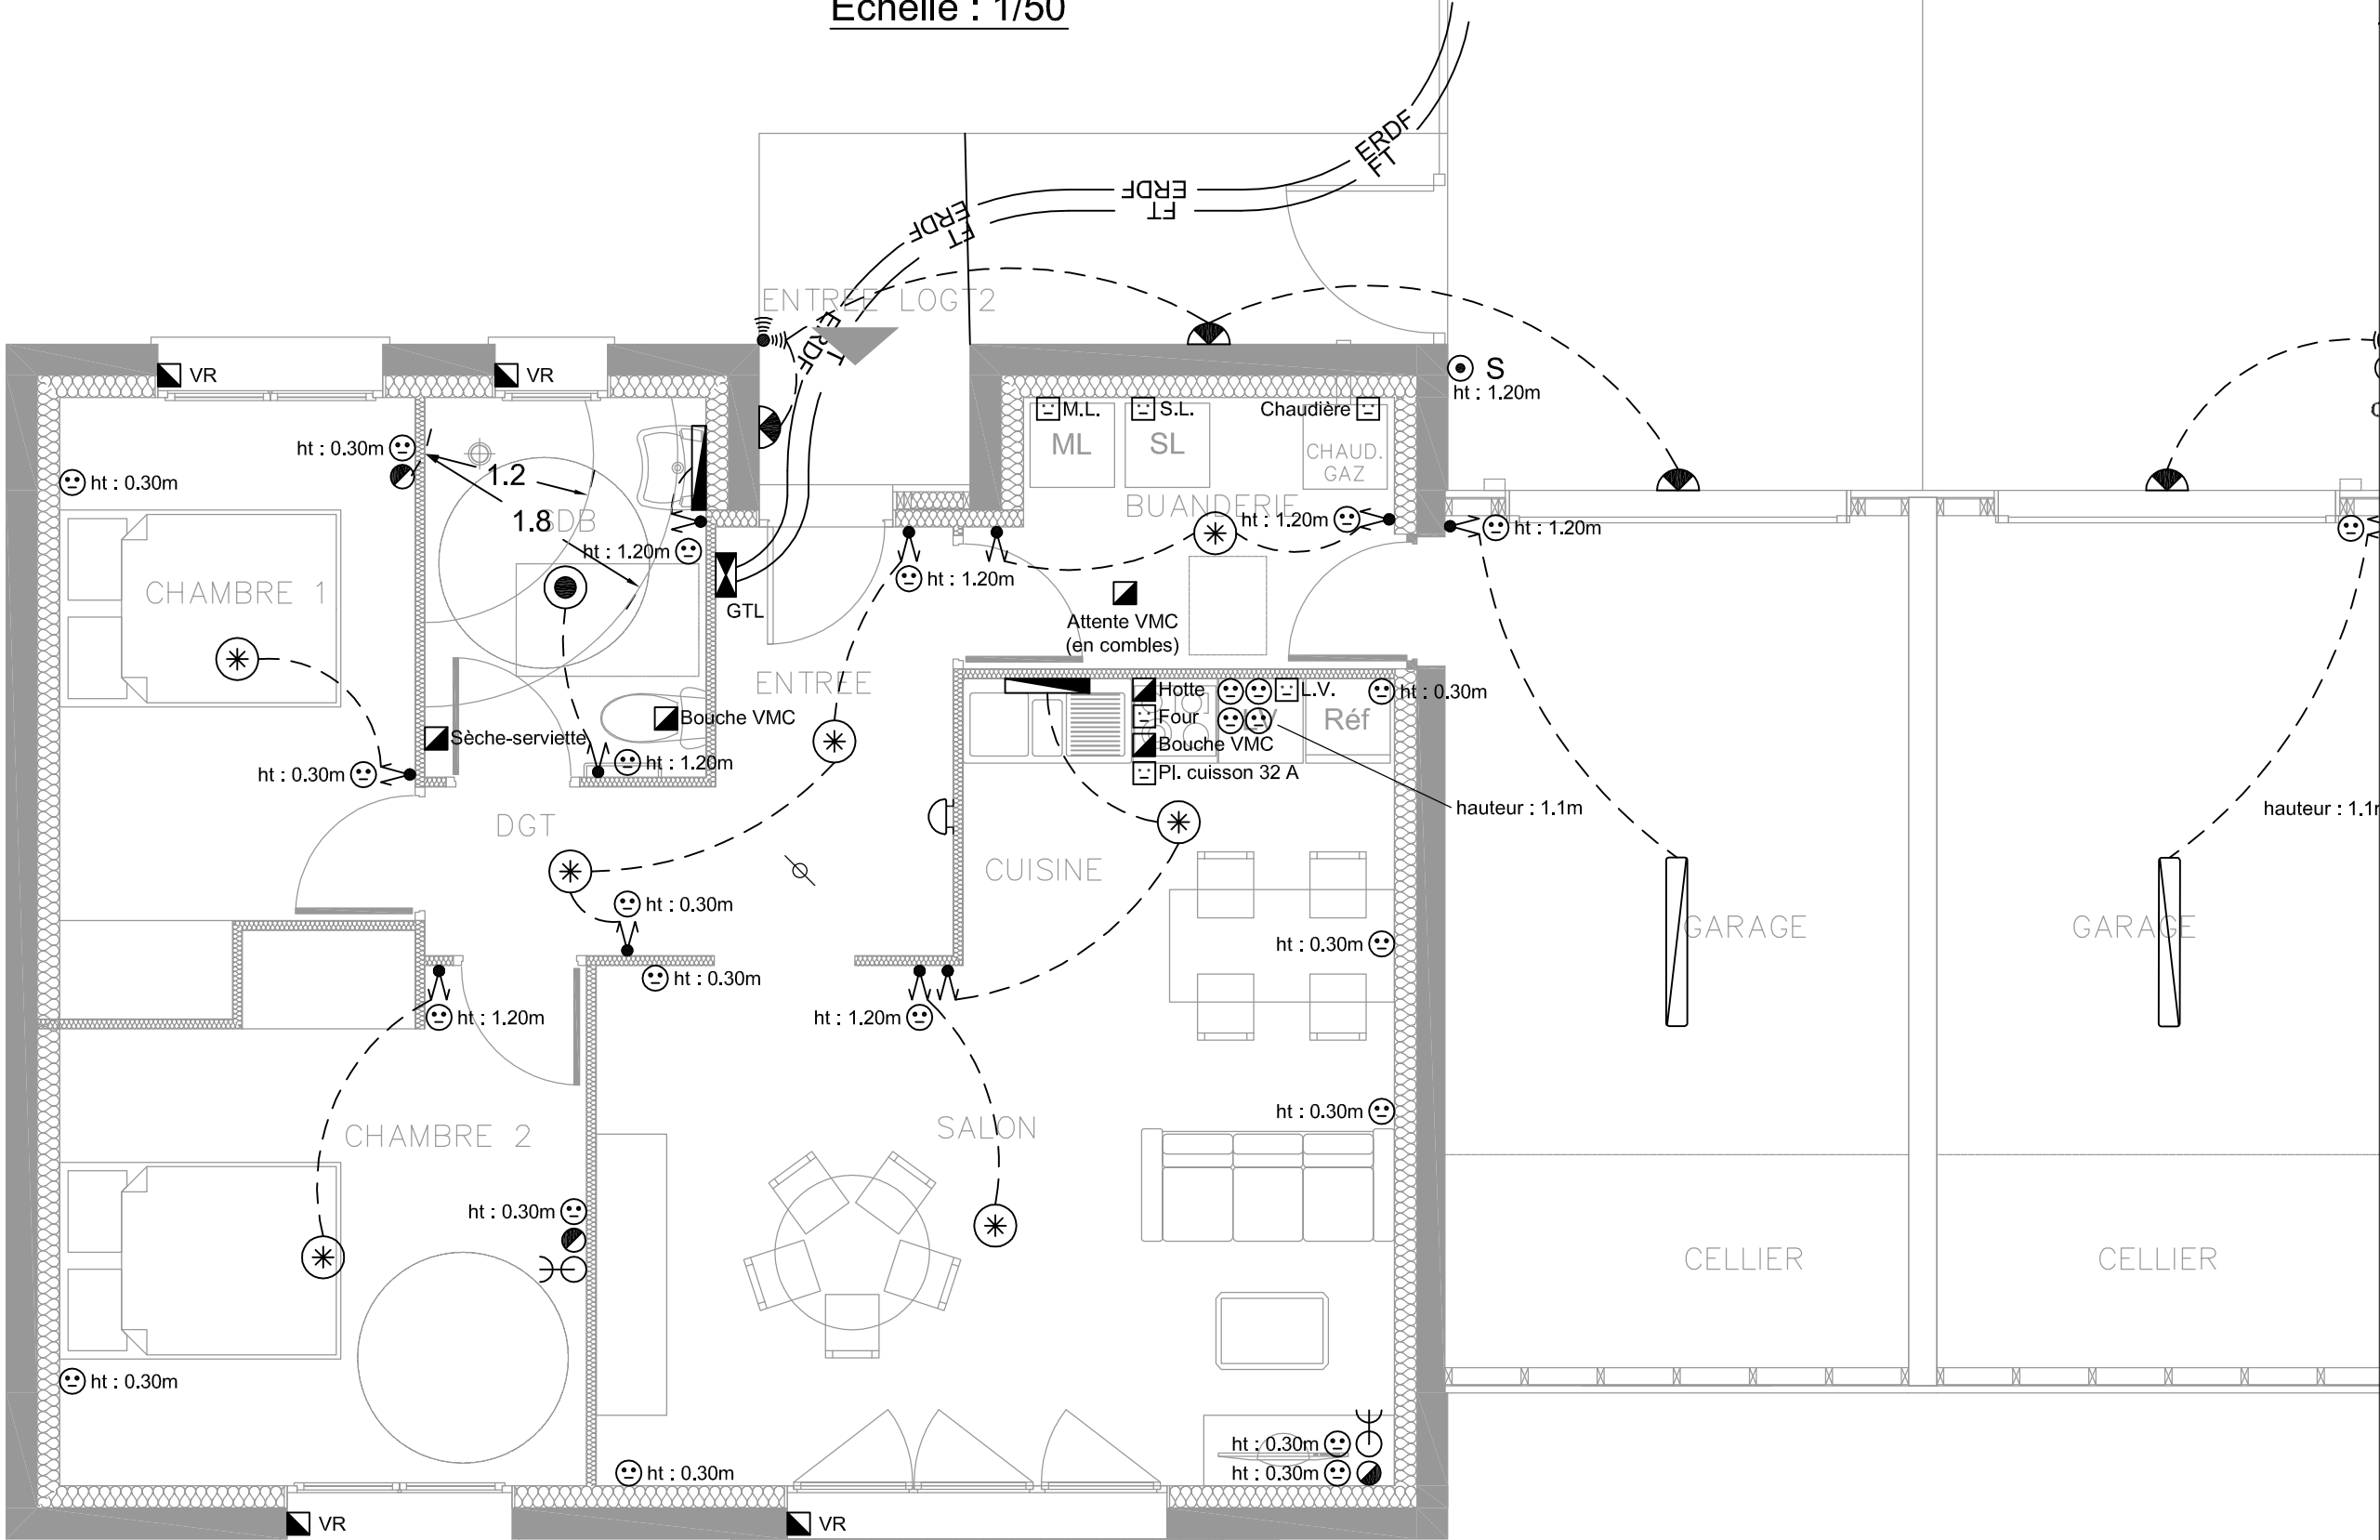 Echelle : 1/50
ERDF
FT
ERDF
FT
ERDF
FT
ENTREE LOGT2
ERDF
VR
VR
S
ht : 1.20m
M.L.
S.L.
Chaudière
ML
SL
CHAUD.
GAZ
ht : 0.30m
ht : 0.30m
1.2
1.8
SDB
BUANDERIE
ht : 1.20m
ht : 1.20m
ht : 1.20m
ht : 1.20m
CHAMBRE 1
GTL
Attente VMC
(en combles)
ENTREE
Hotte
L.V.
ht : 0.30m
Four
Réf
Bouche VMC
Bouche VMC
Sèche-serviette
ht : 1.20m
ht : 0.30m
Pl. cuisson 32 A
hauteur : 1.1m
DGT
CUISINE
ht : 0.30m
GARAGE
GARAGE
ht : 0.30m
ht : 0.30m
ht : 1.20m
ht : 1.20m
ht : 0.30m
CHAMBRE 2
SALON
ht : 0.30m
CELLIER
CELLIER
ht : 0.30m
ht : 0.30m
ht : 0.30m
ht : 0.30m
VR
VR